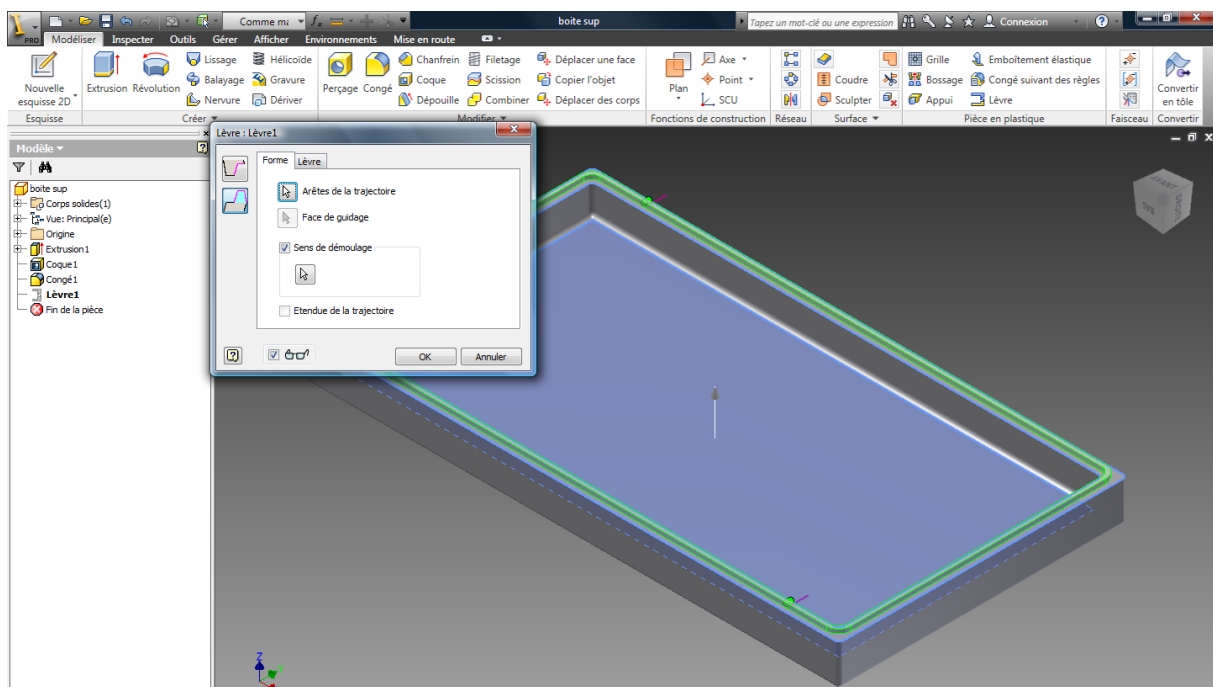 Comme ma
boite sup
Tapez un mot-clé ou une expression
Connexion
PRO Modéliser Inspecter Outils Gérer Afficher Environnements Mise en route
Nouvelle esquisse 2D
Extrusion Révolution
Lissage Hélicoïde
Balayage Gravure
Nervure Dériver
Perçage Congé
Chanfrein Filetage Déplacer une face
Coque Scission Copier l'objet
Dépouille Combiner Déplacer des corps
Plan
Axe
Point
SCU
Coudre
Sculpter
Grille Emboîtement élastique
Bossage Congé suivant des règles
Appui Lèvre
Convertir en tôle
Esquisse Créer Modifier Fonctions de construction Réseau Surface Pièce en plastique Faisceau Convertir
Modèle
boite sup
Corps solides(1)
Vue: Principal(e)
Origine
Extrusion1
Coque1
Congé1
Lèvre1
Fin de la pièce
Lèvre : Lèvre1
Forme Lèvre
Arêtes de la trajectoire
Face de guidage
Sens de démoulage
Etendue de la trajectoire
OK Annuler
AVANT
Z